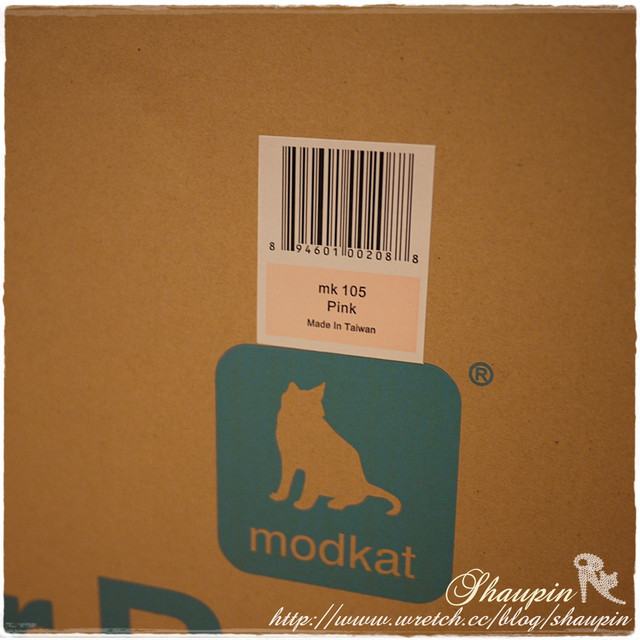 8 94601 00208 8
mk 105
Pink
Made In Taiwan
®
modkat
r D
Shaupin
http://www.wretch.cc/blog/shaupin